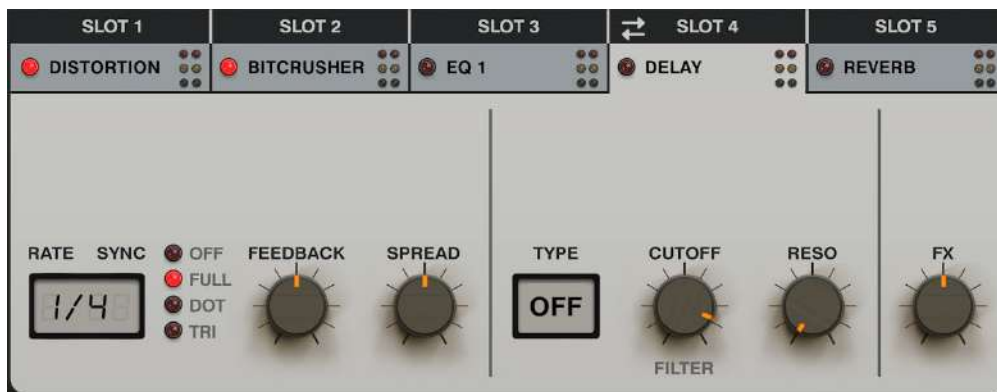 SLOT 1 SLOT 2 SLOT 3 SLOT 4 SLOT 5
DISTORTION BITCRUSHER EQ 1 DELAY REVERB
RATE SYNC OFF FEEDBACK SPREAD TYPE CUTOFF RESO FX
FULL
1/4 DOT OFF
TRI
FILTER